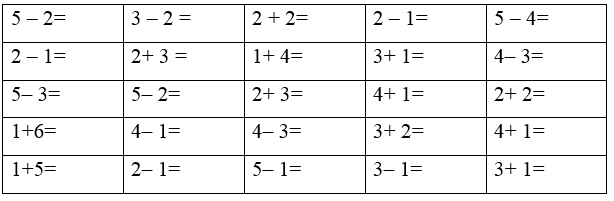 5 – 2= 3 – 2 = 2 + 2= 2 – 1= 5 – 4=
2 – 1= 2+ 3 = 1+ 4= 3+ 1= 4– 3=
5– 3= 5– 2= 2+ 3= 4+ 1= 2+ 2=
1+6= 4– 1= 4– 3= 3+ 2= 4+ 1=
1+5= 2– 1= 5– 1= 3– 1= 3+ 1=